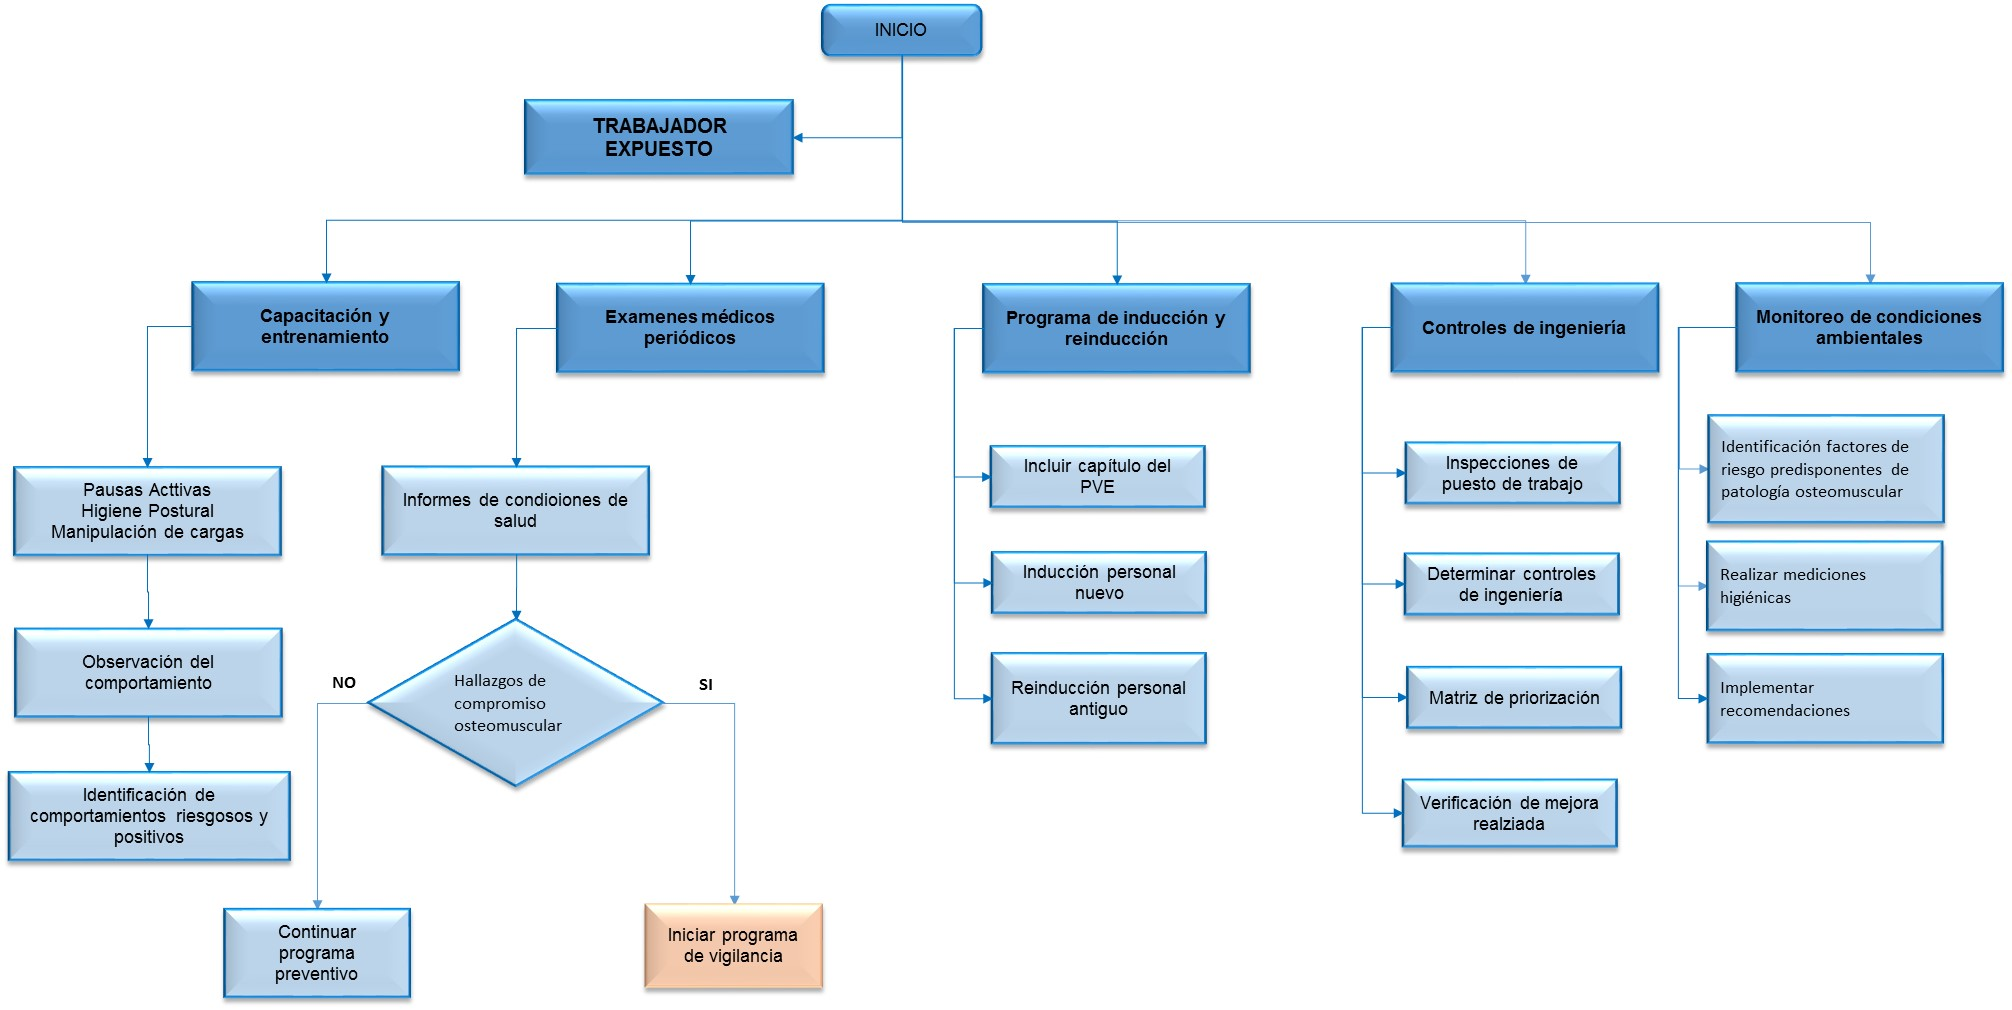 INICIO
TRABAJADOR
EXPUESTO
Capacitación y
entrenamiento
Examenes médicos
periódicos
Programa de inducción y
reinducción
Controles de ingeniería
Monitoreo de condiciones
ambientales
Pausas Acttivas
Higiene Postural
Manipulación de cargas
Observación del
comportamiento
Identificación de
comportamientos riesgosos y
positivos
Informes de condioiones de
salud
Hallazgos de
compromiso
osteomuscular
NO
SI
Continuar
programa
preventivo
Iniciar programa
de vigilancia
Incluir capítulo del
PVE
Inducción personal
nuevo
Reinducción personal
antiguo
Inspecciones de
puesto de trabajo
Determinar controles
de ingeniería
Matriz de priorización
Verificación de mejora
realziada
Identificación factores de
riesgo predisponentes de
patología osteomuscular
Realizar mediciones
higiénicas
Implementar
recomendaciones